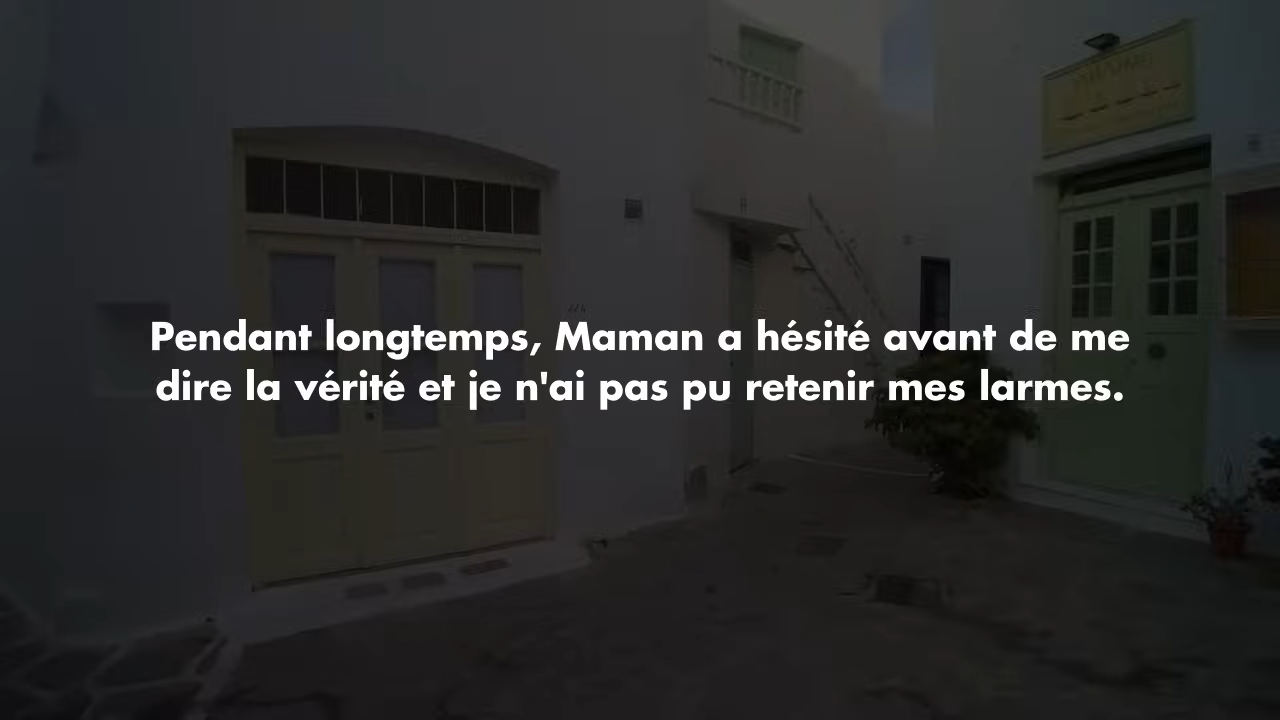 Pendant longtemps, Maman a hésité avant de me
dire la vérité et je n'ai pas pu retenir mes larmes.